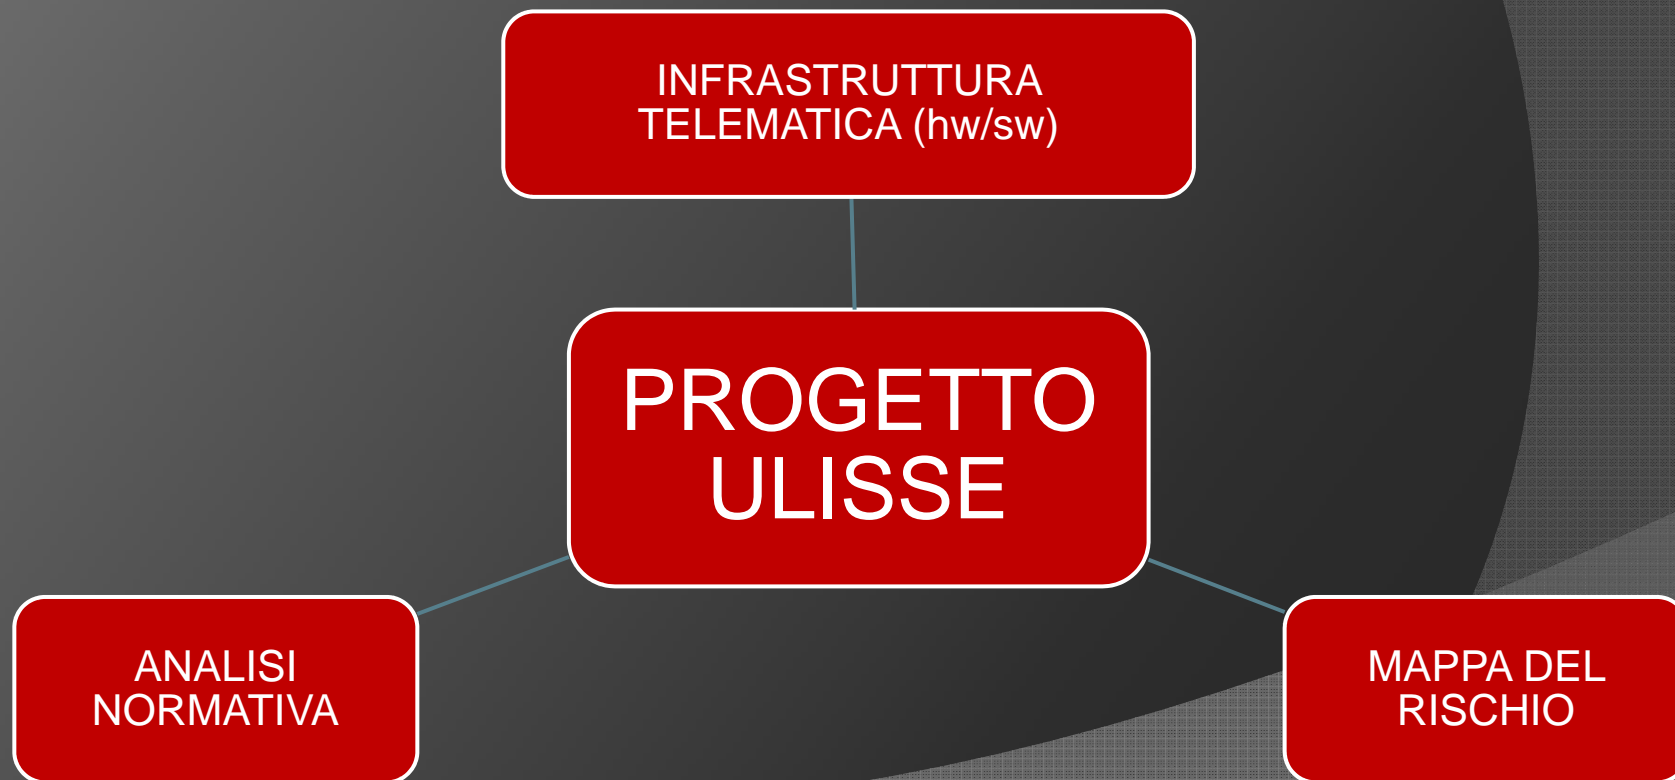 INFRASTRUTTURA
TELEMATICA (hw/sw)
PROGETTO
ULISSE
ANALISI
NORMATIVA
MAPPA DEL
RISCHIO